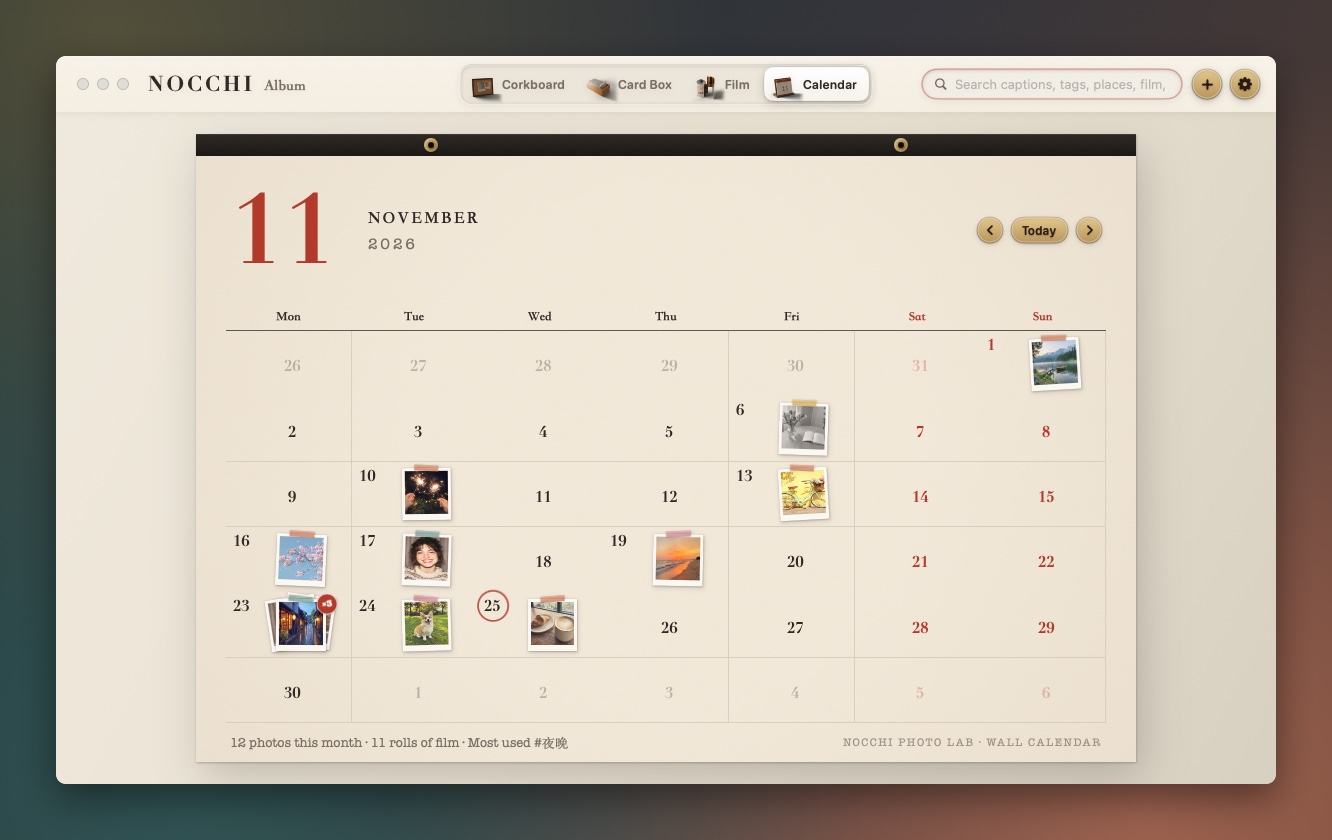 NOCCHI Album
Corkboard
Card Box
Film
Calendar
Search captions, tags, places, film,
11
NOVEMBER
2026
Today
Mon Tue Wed Thu Fri Sat Sun
26 27 28 29 30 31 1
2 3 4 5 6 7 8
9 10 11 12 13 14 15
16 17 18 19 20 21 22
23 24 25 26 27 28 29
30 1 2 3 4 5 6
12 photos this month · 11 rolls of film · Most used #夜晚
NOCCHI PHOTO LAB · WALL CALENDAR